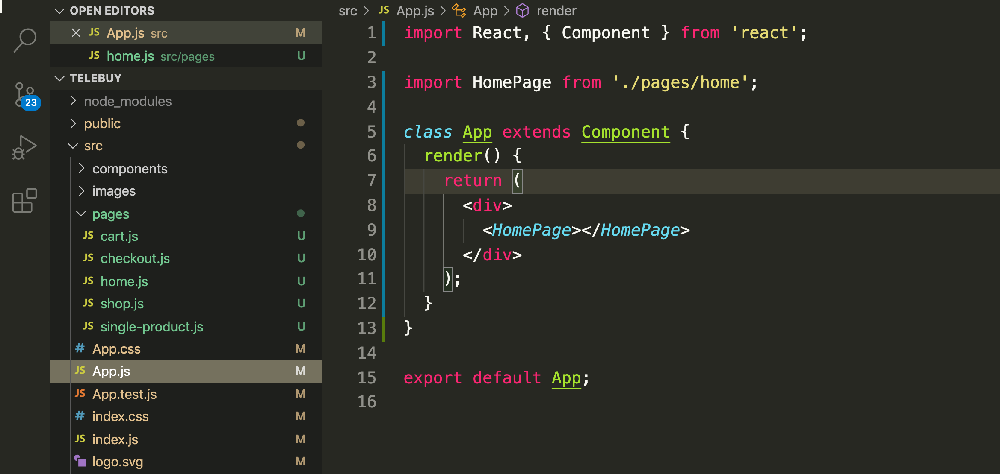 OPEN EDITORS
JS App.js src M
JS home.js src/pages U
TELEBUY
node_modules
public
src
components
images
pages
JS cart.js U
JS checkout.js U
JS home.js U
JS shop.js U
JS single-product.js U
# App.css M
JS App.js M
JS App.test.js M
# index.css M
JS index.js M
logo.svg M
23
src > JS App.js > App > render
1 import React, { Component } from 'react';
2
3 import HomePage from './pages/home';
4
5 class App extends Component {
6 render() {
7 return (
8 <div>
9 <HomePage></HomePage>
10 </div>
11 );
12 }
13 }
14
15 export default App;
16